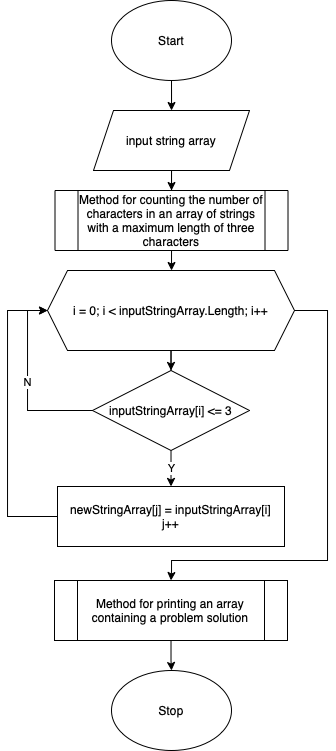 Start
input string array
Method for counting the number of
characters in an array of strings
with a maximum length of three
characters
i = 0; i < inputStringArray.Length; i++
N
inputStringArray[i] <= 3
Y
newStringArray[j] = inputStringArray[i]
j++
Method for printing an array
containing a problem solution
Stop